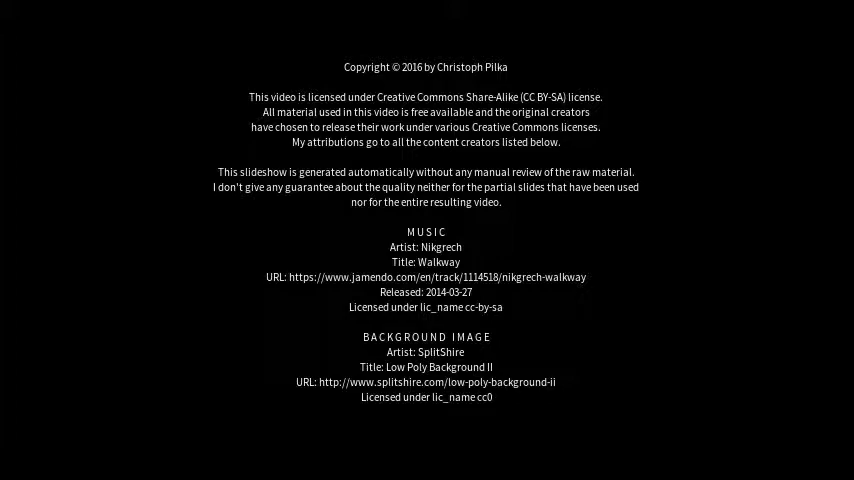 Copyright © 2016 by Christoph Pilka
This video is licensed under Creative Commons Share-Alike (CC BY-SA) license.
All material used in this video is free available and the original creators
have chosen to release their work under various Creative Commons licenses.
My attributions go to all the content creators listed below.
This slideshow is generated automatically without any manual review of the raw material.
I don't give any guarantee about the quality neither for the partial slides that have been used
nor for the entire resulting video.
MUSIC
Artist: Nikgrech
Title: Walkway
URL: https://www.jamendo.com/en/track/1114518/nikgrech-walkway
Released: 2014-03-27
Licensed under lic_name cc-by-sa
BACKGROUND IMAGE
Artist: SplitShire
Title: Low Poly Background II
URL: http://www.splitshire.com/low-poly-background-ii
Licensed under lic_name cc0